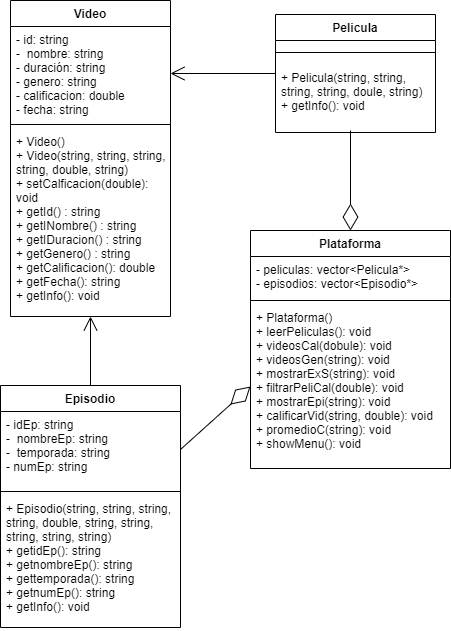 Video
- id: string
- nombre: string
- duración: string
- genero: string
- calificacion: double
- fecha: string
+ Video()
+ Video(string, string, string,
string, double, string)
+ setCalficacion(double):
void
+ getId() : string
+ getINombre() : string
+ getIDuracion() : string
+ getGenero() : string
+ getCalificacion(): double
+ getFecha(): string
+ getInfo(): void
Pelicula
+ Pelicula(string, string,
string, string, doule, string)
+ getInfo(): void
Plataforma
- peliculas: vector<Pelicula*>
- episodios: vector<Episodio*>
+ Plataforma()
+ leerPeliculas(): void
+ videosCal(dobule): void
+ videosGen(string): void
+ mostrarExS(string): void
+ filtrarPeliCal(double): void
+ mostrarEpi(string): void
+ calificarVid(string, double): void
+ promedioC(string): void
+ showMenu(): void
Episodio
- idEp: string
- nombreEp: string
- temporada: string
- numEp: string
+ Episodio(string, string, string,
string, double, string, string,
string, string, string)
+ getidEp(): string
+ getnombreEp(): string
+ gettemporada(): string
+ getnumEp(): string
+ getInfo(): void